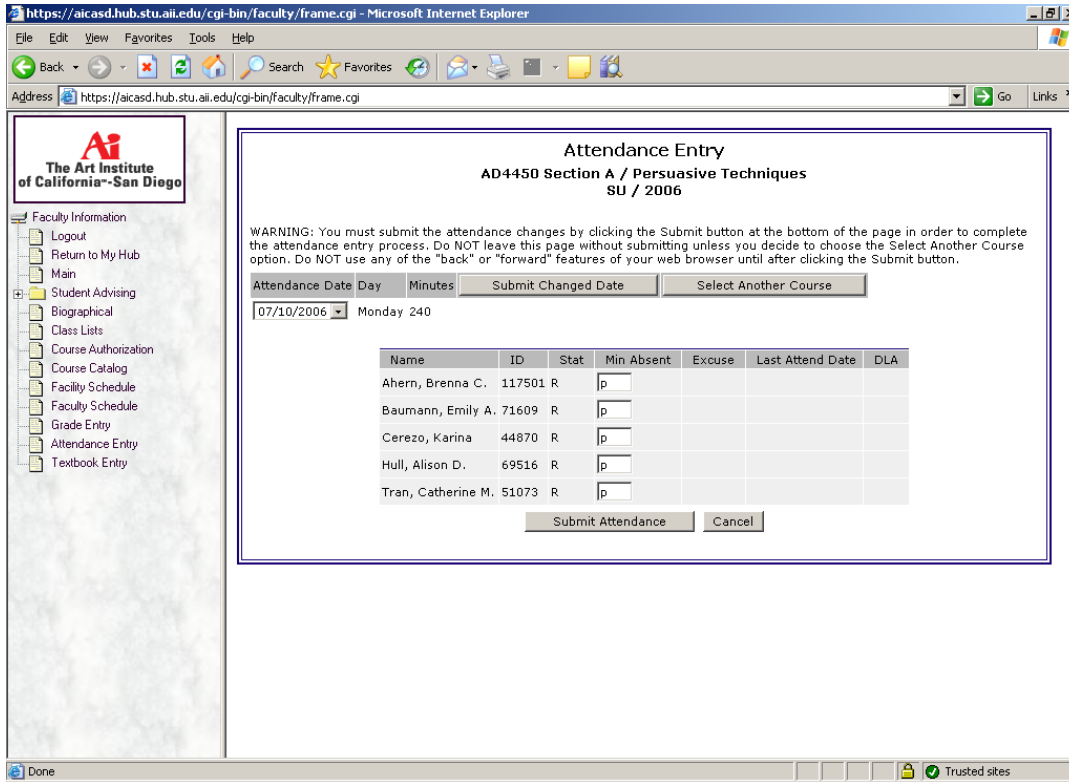 https://aicasd.hub.stu.aii.edu/cgi-bin/faculty/frame.cgi - Microsoft Internet Explorer
File Edit View Favorites Tools Help
Back Search Favorites
Address https://aicasd.hub.stu.aii.edu/cgi-bin/faculty/frame.cgi Go Links
Ai
The Art Institute
of California--San Diego
Faculty Information
Logout
Return to My Hub
Main
Student Advising
Biographical
Class Lists
Course Authorization
Course Catalog
Facility Schedule
Faculty Schedule
Grade Entry
Attendance Entry
Textbook Entry
Attendance Entry
AD4450 Section A / Persuasive Techniques
SU / 2006
WARNING: You must submit the attendance changes by clicking the Submit button at the bottom of the page in order to complete
the attendance entry process. Do NOT leave this page without submitting unless you decide to choose the Select Another Course
option. Do NOT use any of the "back" or "forward" features of your web browser until after clicking the Submit button.
Attendance Date Day Minutes Submit Changed Date Select Another Course
07/10/2006 Monday 240
Name ID Stat Min Absent Excuse Last Attend Date DLA
Ahern, Brenna C. 117501 R p
Baumann, Emily A. 71609 R p
Cerezo, Karina 44870 R p
Hull, Alison D. 69516 R p
Tran, Catherine M. 51073 R p
Submit Attendance Cancel
Done Trusted sites